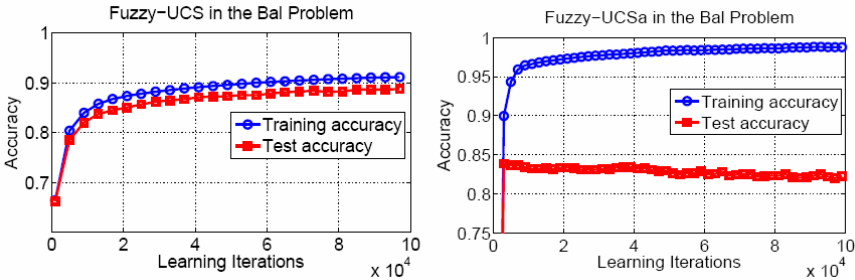 Fuzzy-UCS in the Bal Problem
1
0.9
0.8
0.7
Accuracy
Training accuracy
Test accuracy
0 2 4 6 8 10
Learning Iterations
x 10^4
Fuzzy-UCSa in the Bal Problem
1
0.95
0.9
0.85
0.8
0.75
Accuracy
Training accuracy
Test accuracy
0 2 4 6 8 10
Learning Iterations
x 10^4